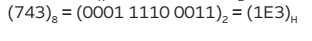 (743)₈ = (0001 1110 0011)₂ = (1E3)ₕ